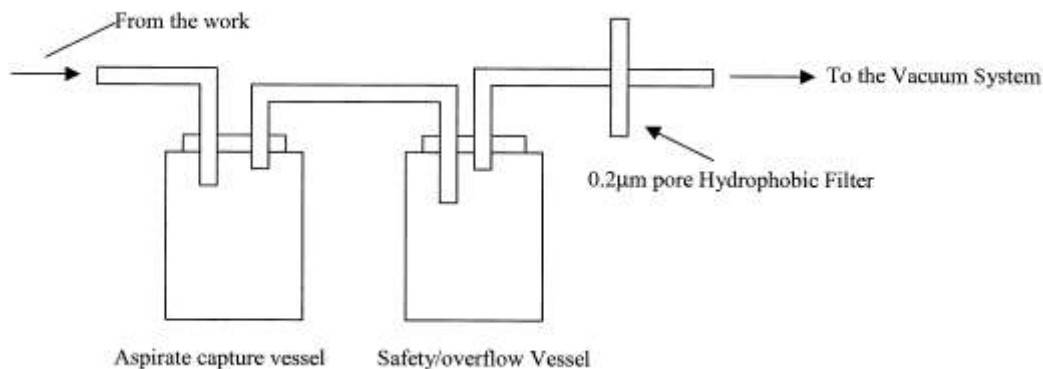 From the work
To the Vacuum System
0.2µm pore Hydrophobic Filter
Aspirate capture vessel
Safety/overflow Vessel